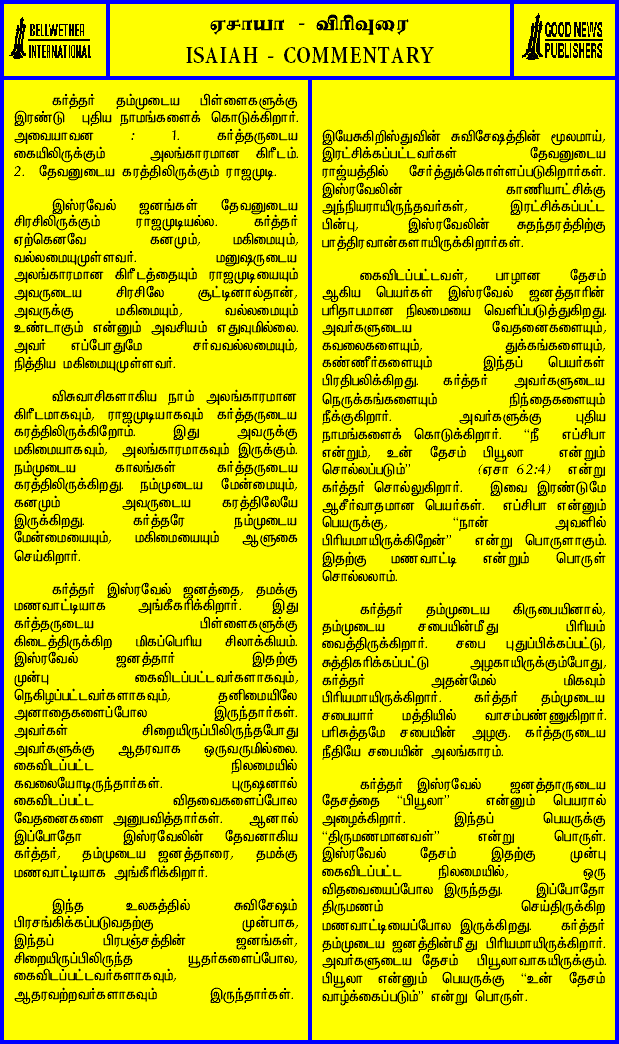 BELLWETHER
INTERNATIONAL
ஏசாயா - விரிவுரை
ISAIAH - COMMENTARY
GOOD NEWS
PUBLISHERS
கர்த்தர் தம்முடைய பிள்ளைகளுக்கு
இரண்டு புதிய நாமங்களைக் கொடுக்கிறார்.
அவையாவன : 1. கர்த்தருடைய
கையிலிருக்கும் அலங்காரமான கிரீடம்.
2. தேவனுடைய கரத்திலிருக்கும் ராஜமுடி.
இஸ்ரவேல் ஜனங்கள் தேவனுடைய
சிரசிலிருக்கும் ராஜமுடியல்ல. கர்த்தர்
ஏற்கெனவே கனமும், மகிமையும்,
வல்லமையுமுள்ளவர். மனுஷருடைய
அலங்காரமான கிரீடத்தையும் ராஜமுடியையும்
அவருடைய சிரசிலே சூட்டினால்தான்,
அவருக்கு மகிமையும், வல்லமையும்
உண்டாகும் என்னும் அவசியம் எதுவுமில்லை.
அவர் எப்போதுமே சர்வவல்லமையும்,
நித்திய மகிமையுமுள்ளவர்.
விசுவாசிகளாகிய நாம் அலங்காரமான
கிரீடமாகவும், ராஜமுடியாகவும் கர்த்தருடைய
கரத்திலிருக்கிறோம். இது அவருக்கு
மகிமையாகவும், அலங்காரமாகவும் இருக்கும்.
நம்முடைய காலங்கள் கர்த்தருடைய
கரத்திலிருக்கிறது. நம்முடைய மேன்மையும்,
கனமும் அவருடைய கரத்திலேயே
இருக்கிறது. கர்த்தரே நம்முடைய
மேன்மையையும், மகிமையையும் ஆளுகை
செய்கிறார்.
கர்த்தர் இஸ்ரவேல் ஜனத்தை, தமக்கு
மணவாட்டியாக அங்கீகரிக்கிறார். இது
கர்த்தருடைய பிள்ளைகளுக்கு
கிடைத்திருக்கிற மிகப்பெரிய சிலாக்கியம்.
இஸ்ரவேல் ஜனத்தார் இதற்கு
முன்பு கைவிடப்பட்டவர்களாகவும்,
நெகிழப்பட்டவர்களாகவும், தனிமையிலே
அனாதைகளைப்போல இருந்தார்கள்.
அவர்கள் சிறையிருப்பிலிருந்தபோது
அவர்களுக்கு ஆதரவாக ஒருவருமில்லை.
கைவிடப்பட்ட நிலமையில்
கவலையோடிருந்தார்கள். புருஷனால்
கைவிடப்பட்ட விதவைகளைப்போல
வேதனைகளை அனுபவித்தார்கள். ஆனால்
இப்போதோ இஸ்ரவேலின் தேவனாகிய
கர்த்தர், தம்முடைய ஜனத்தாரை, தமக்கு
மணவாட்டியாக அங்கீரிக்கிறார்.
இந்த உலகத்தில் சுவிசேஷம்
பிரசங்கிக்கப்படுவதற்கு முன்பாக,
இந்தப் பிரபஞ்சத்தின் ஜனங்கள்,
சிறையிருப்பிலிருந்த யூதர்களைப்போல,
கைவிடப்பட்டவர்களாகவும்,
ஆதரவற்றவர்களாகவும் இருந்தார்கள்.
இயேசுகிறிஸ்துவின் சுவிசேஷத்தின் மூலமாய்,
இரட்சிக்கப்பட்டவர்கள் தேவனுடைய
ராஜ்யத்தில் சேர்த்துக்கொள்ளப்படுகிறார்கள்.
இஸ்ரவேலின் காணியாட்சிக்கு
அந்நியராயிருந்தவர்கள், இரட்சிக்கப்பட்ட
பின்பு, இஸ்ரவேலின் சுதந்தரத்திற்கு
பாத்திரவான்களாயிருக்கிறார்கள்.
கைவிடப்பட்டவள், பாழான தேசம்
ஆகிய பெயர்கள் இஸ்ரவேல் ஜனத்தாரின்
பரிதாபமான நிலமையை வெளிப்படுத்துகிறது.
அவர்களுடைய வேதனைகளையும்,
கவலைகளையும், துக்கங்களையும்,
கண்ணீர்களையும் இந்தப் பெயர்கள்
பிரதிபலிக்கிறது. கர்த்தர் அவர்களுடைய
நெருக்கங்களையும் நிந்தைகளையும்
நீக்குகிறார். அவர்களுக்கு புதிய
நாமங்களைக் கொடுக்கிறார். “நீ எப்சிபா
என்றும், உன் தேசம் பியூலா என்றும்
சொல்லப்படும்” (ஏசா 62:4) என்று
கர்த்தர் சொல்லுகிறார். இவை இரண்டுமே
ஆசீர்வாதமான பெயர்கள். எப்சிபா என்னும்
பெயருக்கு, “நான் அவளில்
பிரியமாயிருக்கிறேன்” என்று பொருளாகும்.
இதற்கு மணவாட்டி என்றும் பொருள்
சொல்லலாம்.
கர்த்தர் தம்முடைய கிருபையினால்,
தம்முடைய சபையின்மீது பிரியம்
வைத்திருக்கிறார். சபை புதுப்பிக்கப்பட்டு,
சுத்திகரிக்கப்பட்டு அழகாயிருக்கும்போது,
கர்த்தர் அதன்மேல் மிகவும்
பிரியமாயிருக்கிறார். கர்த்தர் தம்முடைய
சபையார் மத்தியில் வாசம்பண்ணுகிறார்.
பரிசுத்தமே சபையின் அழகு. கர்த்தருடைய
நீதியே சபையின் அலங்காரம்.
கர்த்தர் இஸ்ரவேல் ஜனத்தாருடைய
தேசத்தை “பியூலா” என்னும் பெயரால்
அழைக்கிறார். இந்தப் பெயருக்கு
“திருமணமானவள்” என்று பொருள்.
இஸ்ரவேல் தேசம் இதற்கு முன்பு
கைவிடப்பட்ட நிலமையில், ஒரு
விதவையைப்போல இருந்தது. இப்போதோ
திருமணம் செய்திருக்கிற
மணவாட்டியைப்போல இருக்கிறது. கர்த்தர்
தம்முடைய ஜனத்தின்மீது பிரியமாயிருக்கிறார்.
அவர்களுடைய தேசம் பியூலாவாகயிருக்கும்.
பியூலா என்னும் பெயருக்கு “உன் தேசம்
வாழ்க்கைப்படும்” என்று பொருள்.